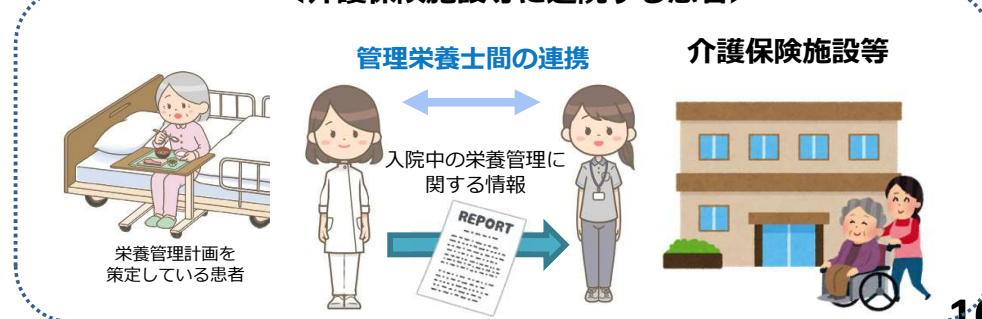 管理栄養士間の連携
介護保険施設等
入院中の栄養管理に
関する情報
REPORT
栄養管理計画を
策定している患者